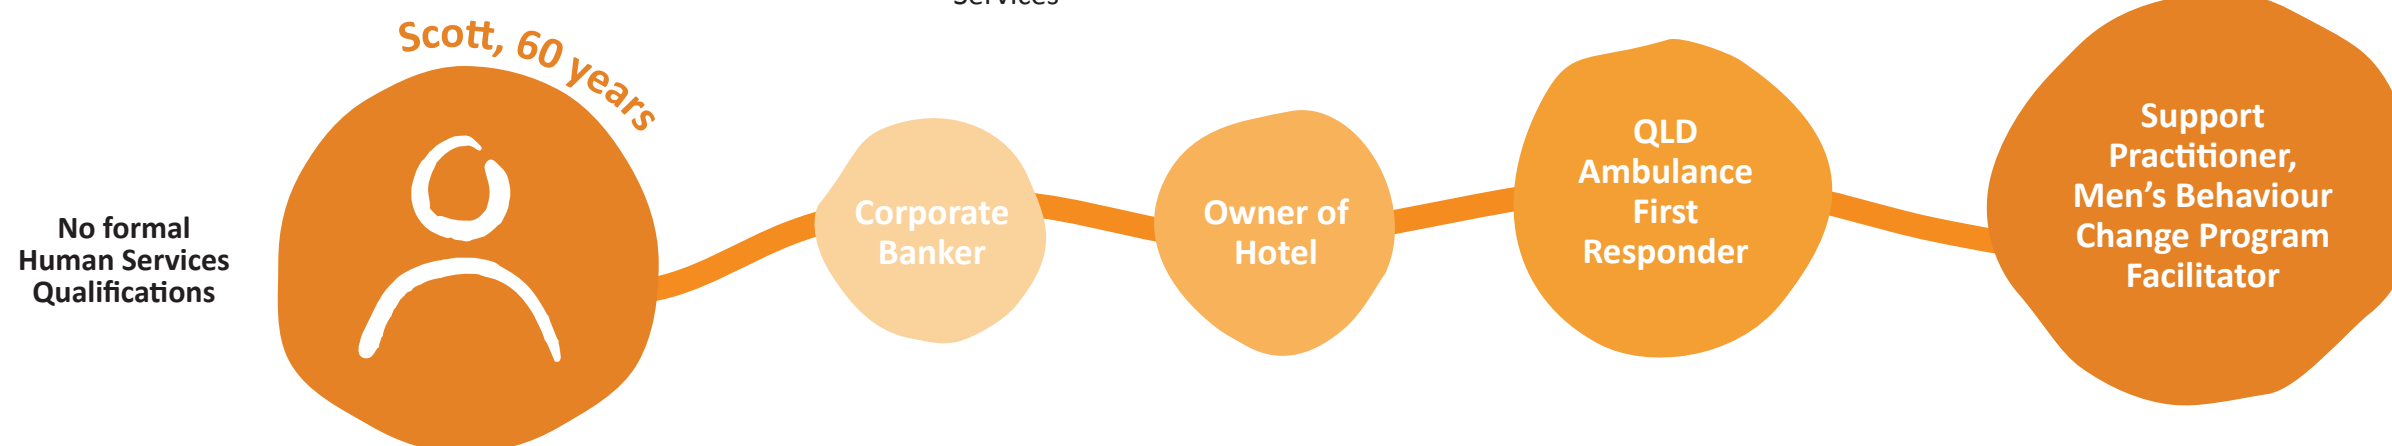 Services
Scott, 60 years
No formal
Human Services
Qualifications
Corporate
Banker
Owner of
Hotel
QLD
Ambulance
First
Responder
Support
Practitioner,
Men’s Behaviour
Change Program
Facilitator